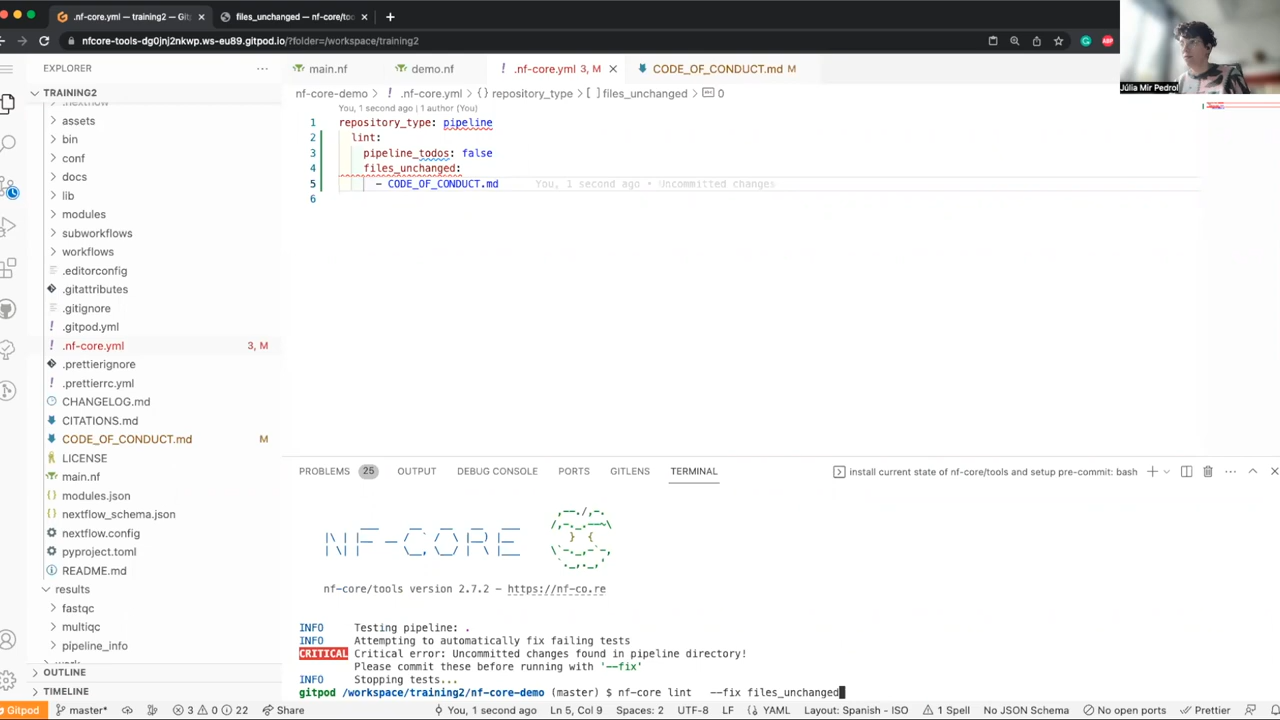 .nf-core.yml — training2 — Git
files_unchanged — nf-core/to
nfcore-tools-dg0jnj2nkwp.ws-eu89.gitpod.io/?folder=/workspace/training2
Júlia Mir Pedrol
EXPLORER
main.nf
demo.nf
.nf-core.yml 3, M
CODE_OF_CONDUCT.md M
TRAINING2
nf-core-demo > .nf-core.yml > {} repository_type > [ ] files_unchanged > 0
.nextflow
assets
bin
conf
docs
lib
modules
subworkflows
workflows
.editorconfig
.gitattributes
.gitignore
.gitpod.yml
.nf-core.yml 3, M
.prettierignore
.prettierrc.yml
CHANGELOG.md
CITATIONS.md
CODE_OF_CONDUCT.md M
LICENSE
main.nf
modules.json
nextflow_schema.json
nextflow.config
pyproject.toml
README.md
results
fastqc
multiqc
pipeline_info
work
OUTLINE
TIMELINE
You, 1 second ago | 1 author (You)
1 repository_type: pipeline
2 lint:
3 pipeline_todos: false
4 files_unchanged:
5 - CODE_OF_CONDUCT.md You, 1 second ago • Uncommitted changes
6
PROBLEMS 25 OUTPUT DEBUG CONSOLE PORTS GITLENS TERMINAL
install current state of nf-core/tools and setup pre-commit: bash
nf-core/tools version 2.7.2 – https://nf-co.re
INFO Testing pipeline: .
INFO Attempting to automatically fix failing tests
CRITICAL Critical error: Uncommitted changes found in pipeline directory!
Please commit these before running with '--fix'
INFO Stopping tests...
gitpod /workspace/training2/nf-core-demo (master) $ nf-core lint --fix files_unchanged
Gitpod master* 3 0 22 Share You, 1 second ago Ln 5, Col 9 Spaces: 2 UTF-8 LF YAML Layout: Spanish - ISO 1 Spell No JSON Schema No open ports Prettier